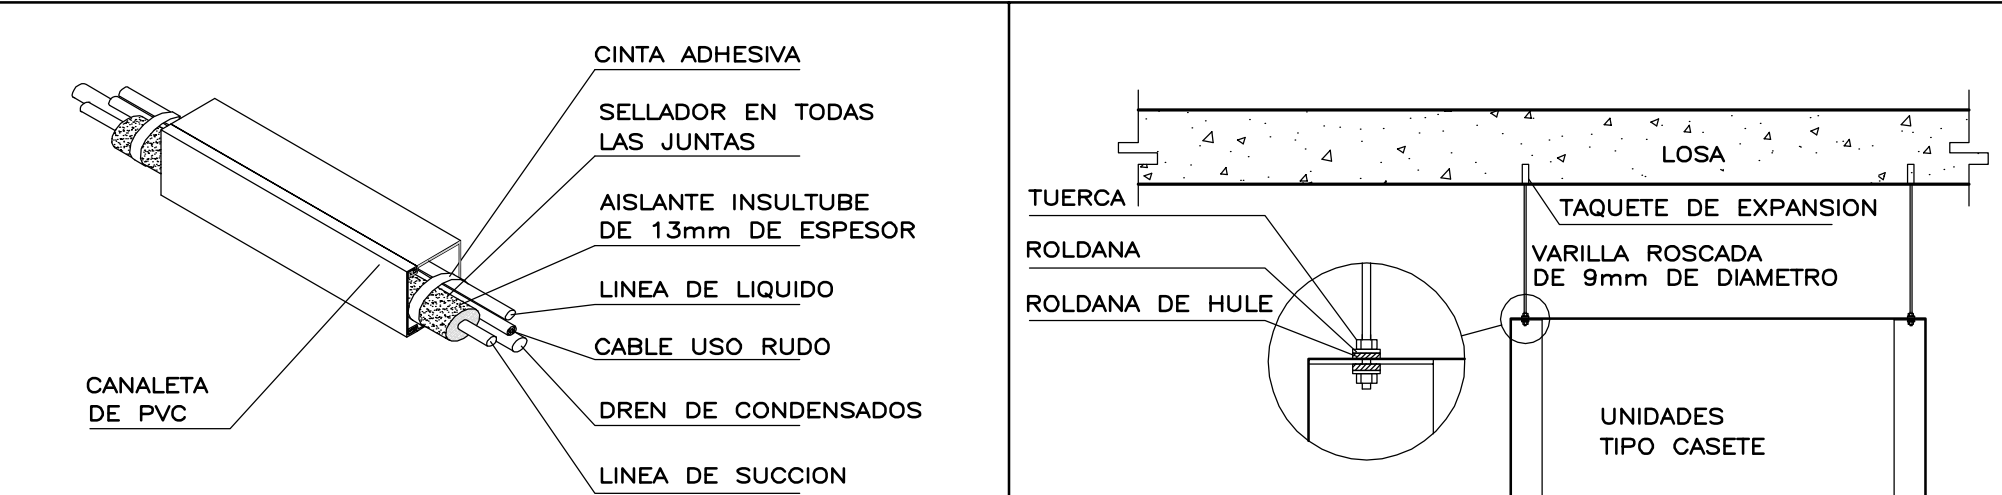 CINTA ADHESIVA
SELLADOR EN TODAS
LAS JUNTAS
AISLANTE INSULTUBE
DE 13mm DE ESPESOR
LINEA DE LIQUIDO
CABLE USO RUDO
CANALETA
DE PVC
DREN DE CONDENSADOS
LINEA DE SUCCION
LOSA
TUERCA
TAQUETE DE EXPANSION
ROLDANA
VARILLA ROSCADA
DE 9mm DE DIAMETRO
ROLDANA DE HULE
UNIDADES
TIPO CASETE